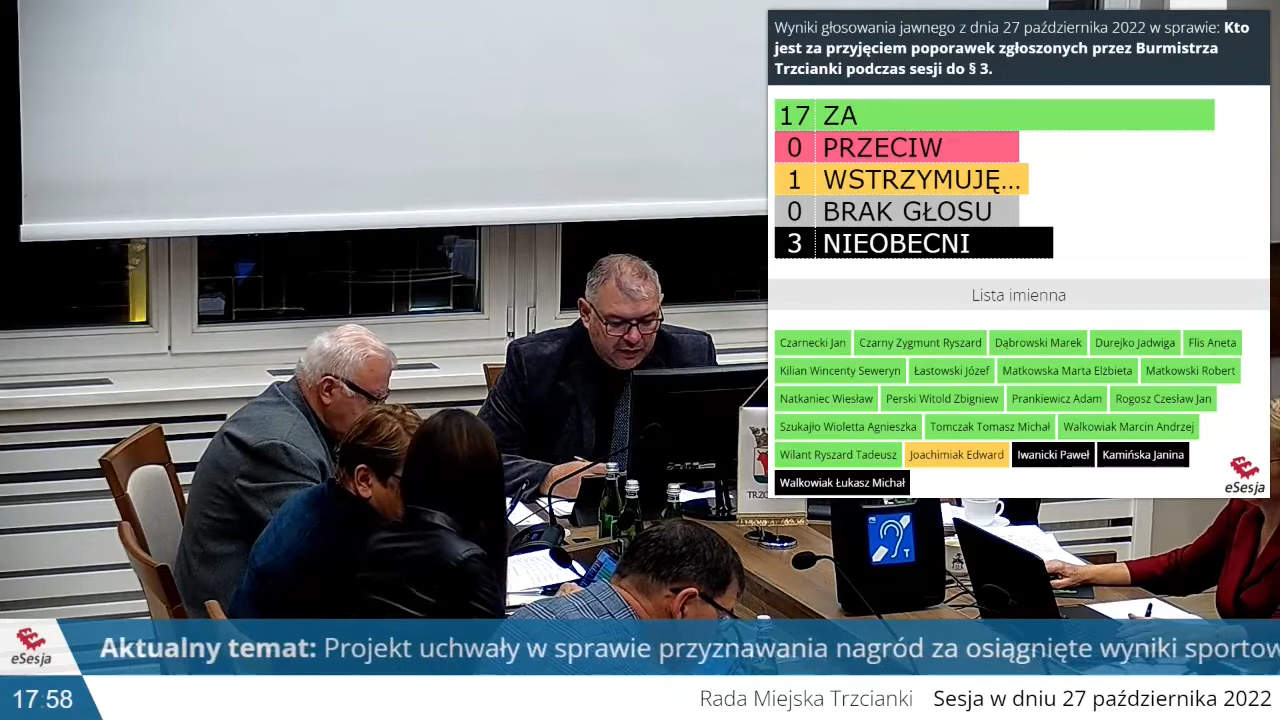 Wyniki głosowania jawnego z dnia 27 października 2022 w sprawie: Kto
jest za przyjęciem poporawek zgłoszonych przez Burmistrza
Trzcianki podczas sesji do § 3.
17 ZA
0 PRZECIW
1 WSTRZYMUJĘ...
0 BRAK GŁOSU
3 NIEOBECNI
Lista imienna
Czarnecki Jan Czarny Zygmunt Ryszard Dąbrowski Marek Durejko Jadwiga Flis Aneta
Kilian Wincenty Seweryn Łastowski Józef Matkowska Marta Elżbieta Matkowski Robert
Natkaniec Wiesław Perski Witold Zbigniew Prankiewicz Adam Rogosz Czesław Jan
Szukajło Wioletta Agnieszka Tomczak Tomasz Michał Walkowiak Marcin Andrzej
Wilant Ryszard Tadeusz Joachimiak Edward Iwanicki Paweł Kamińska Janina
Walkowiak Łukasz Michał
eSesja
TRZC
T
eSesja
Aktualny temat: Projekt uchwały w sprawie przyznawania nagród za osiągnięte wyniki sportow
17:58
Rada Miejska Trzcianki Sesja w dniu 27 października 2022